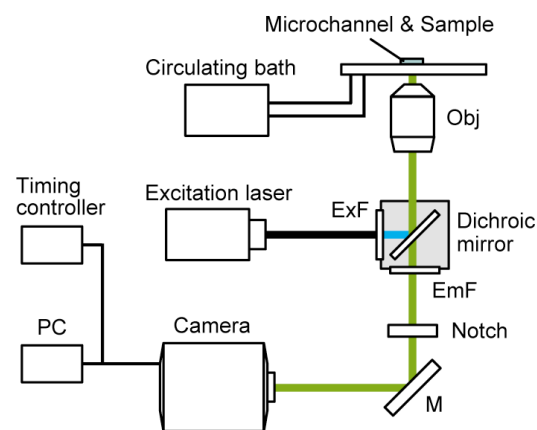 Microchannel & Sample
Circulating bath
Obj
Timing
controller
Excitation laser
ExF
Dichroic
mirror
EmF
PC
Camera
Notch
M